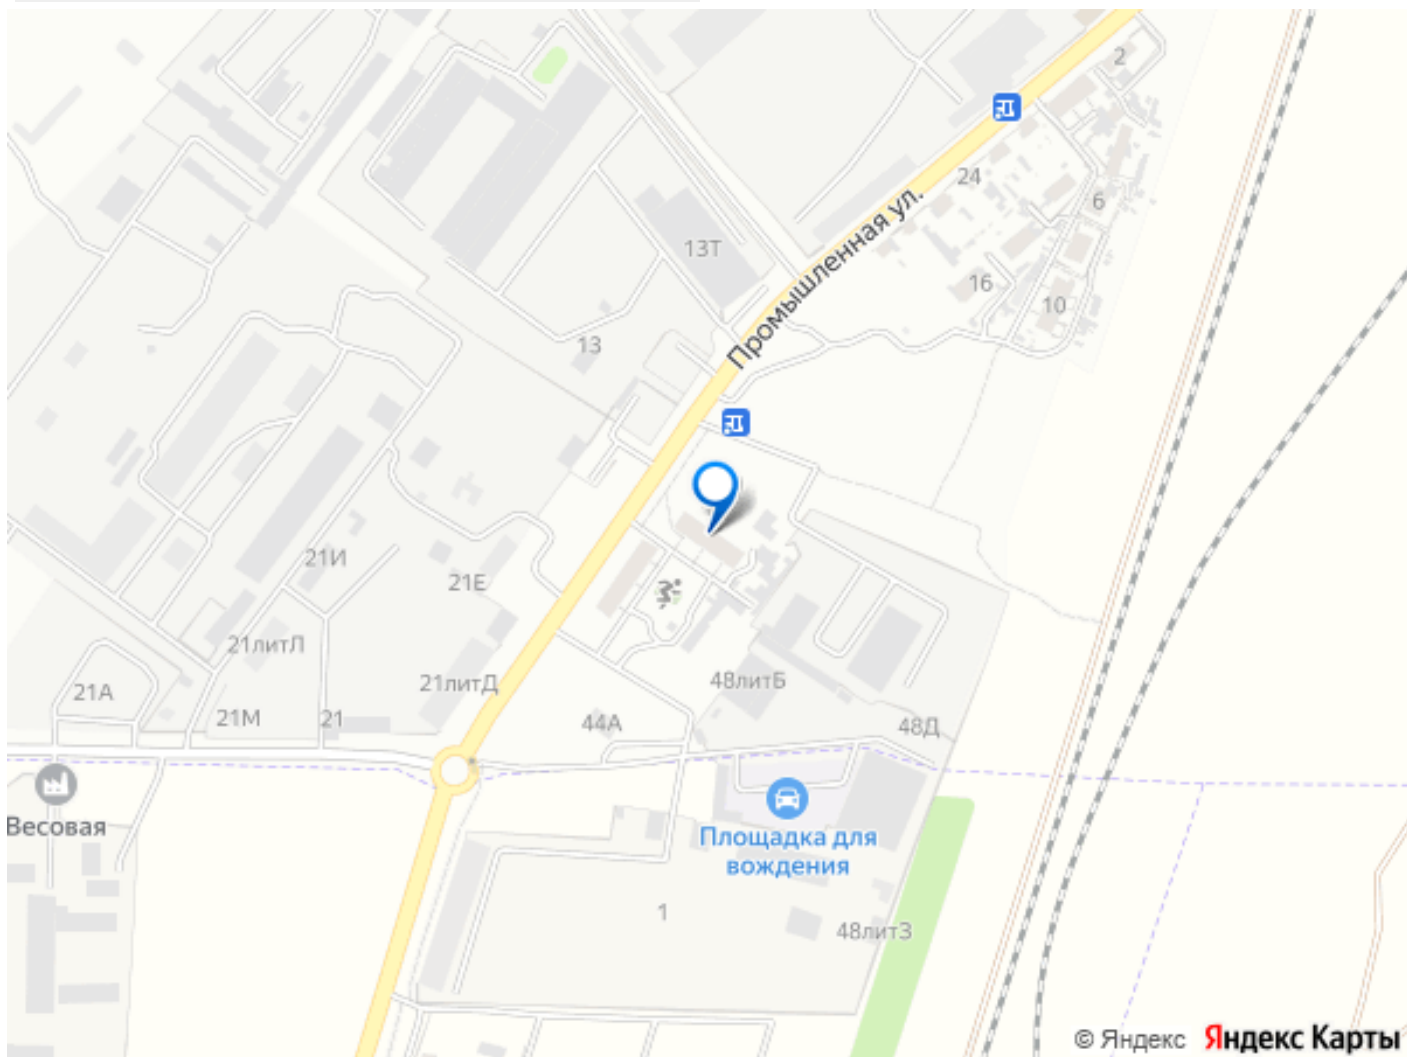 2
24
6
Промышленная ул.
13Т
16
10
13
21И
21Е
21литЛ
21литД
48литБ
21А
21М
21
44А
48Д
Весовая
Площадка для
вождения
1
48литЗ
© Яндекс Яндекс Карты